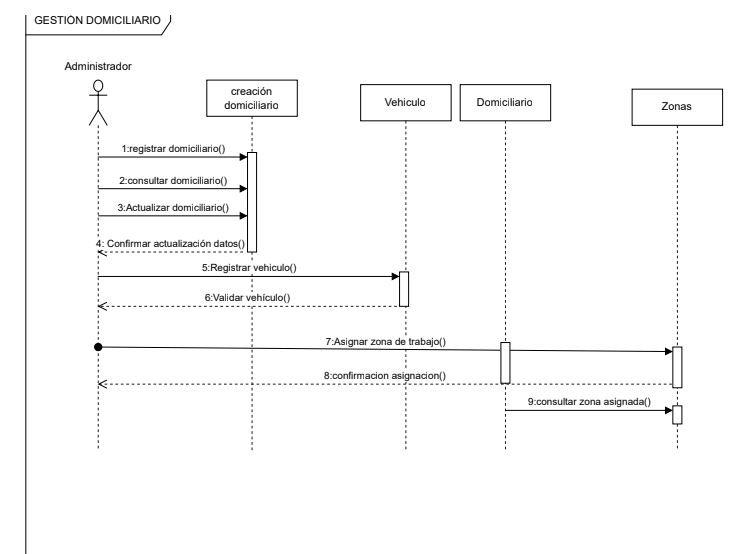 GESTIÓN DOMICILIARIO
Administrador
creación
domiciliario
Vehiculo
Domiciliario
Zonas
1:registrar domiciliario()
2:consultar domiciliario()
3:Actualizar domiciliario()
4: Confirmar actualización datos()
5:Registrar vehiculo()
6:Validar vehículo()
7:Asignar zona de trabajo()
8:confirmacion asignacion()
9:consultar zona asignada()